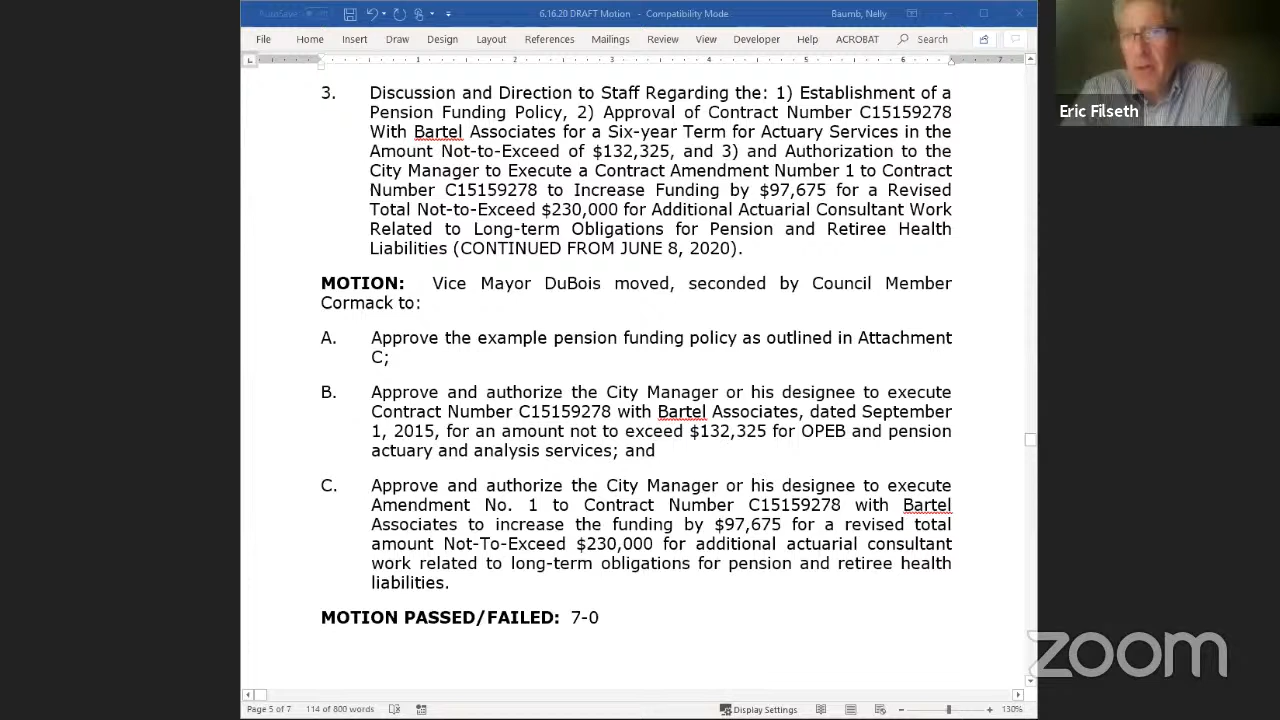 AutoSave Off
6.16.20 DRAFT Motion - Compatibility Mode
Baumb, Nelly
File Home Insert Draw Design Layout References Mailings Review View Developer Help ACROBAT Search
1 2 3 4 5 6 7
Eric Filseth
3. Discussion and Direction to Staff Regarding the: 1) Establishment of a
Pension Funding Policy, 2) Approval of Contract Number C15159278
With Bartel Associates for a Six-year Term for Actuary Services in the
Amount Not-to-Exceed of $132,325, and 3) and Authorization to the
City Manager to Execute a Contract Amendment Number 1 to Contract
Number C15159278 to Increase Funding by $97,675 for a Revised
Total Not-to-Exceed $230,000 for Additional Actuarial Consultant Work
Related to Long-term Obligations for Pension and Retiree Health
Liabilities (CONTINUED FROM JUNE 8, 2020).
MOTION: Vice Mayor DuBois moved, seconded by Council Member
Cormack to:
A. Approve the example pension funding policy as outlined in Attachment
C;
B. Approve and authorize the City Manager or his designee to execute
Contract Number C15159278 with Bartel Associates, dated September
1, 2015, for an amount not to exceed $132,325 for OPEB and pension
actuary and analysis services; and
C. Approve and authorize the City Manager or his designee to execute
Amendment No. 1 to Contract Number C15159278 with Bartel
Associates to increase the funding by $97,675 for a revised total
amount Not-To-Exceed $230,000 for additional actuarial consultant
work related to long-term obligations for pension and retiree health
liabilities.
MOTION PASSED/FAILED: 7-0
zoom
Page 5 of 7 114 of 800 words Display Settings 130%